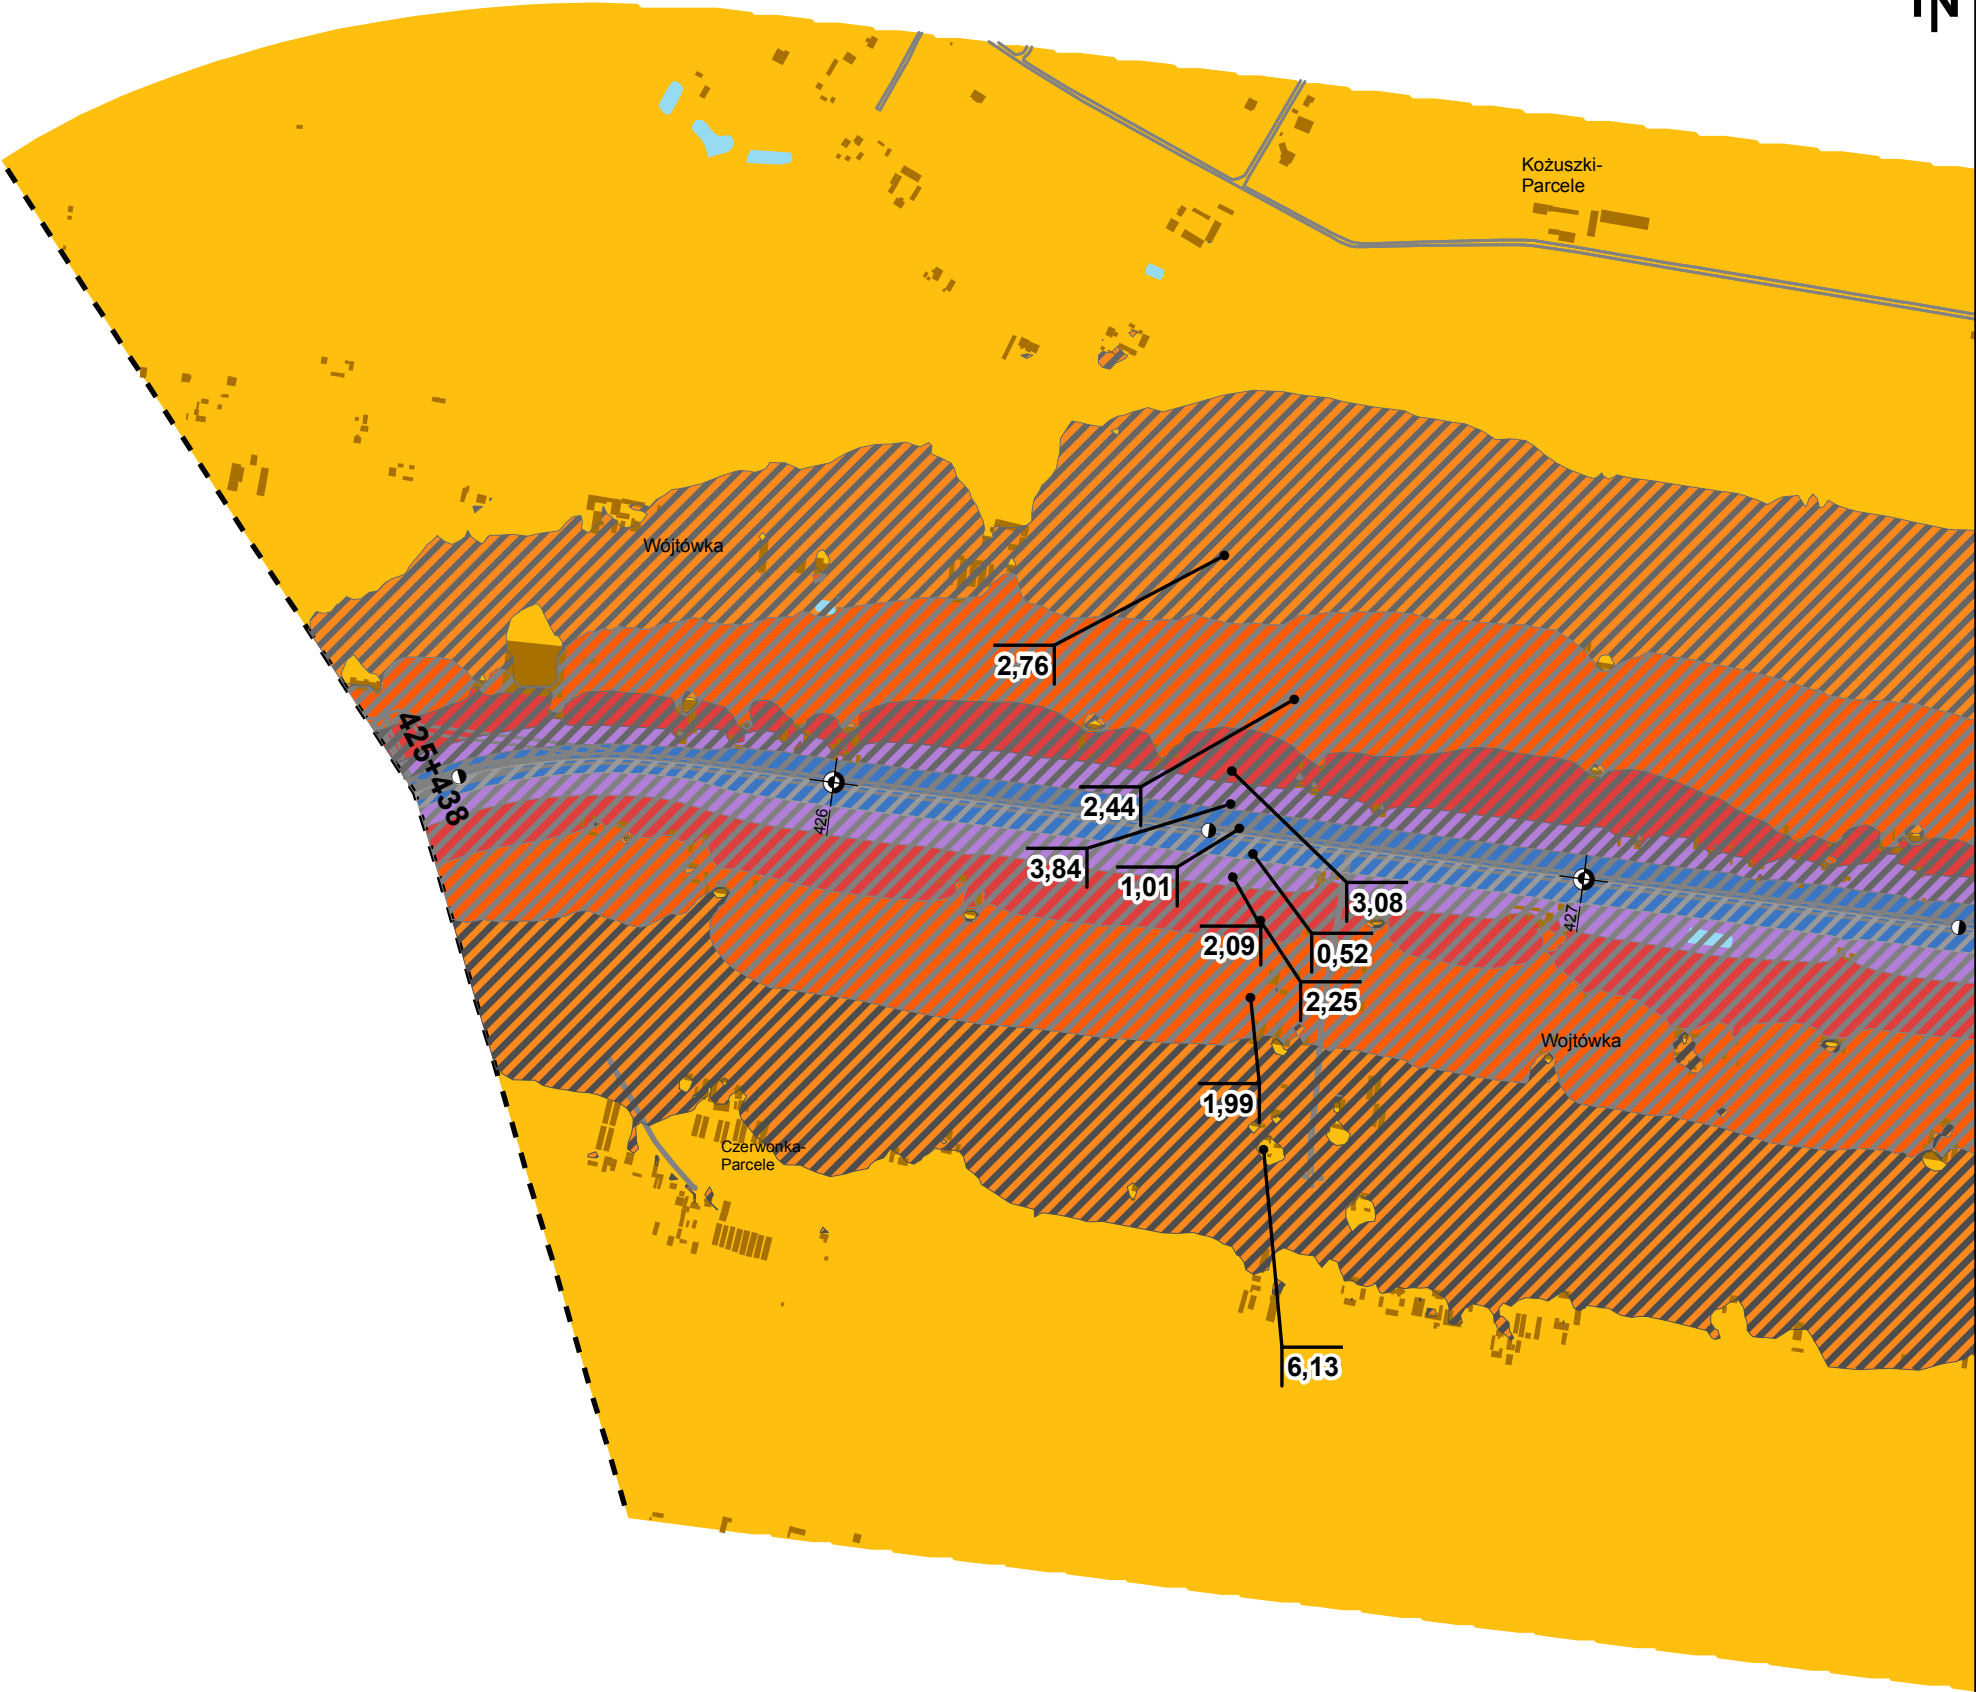 N
Kożuszki-
Parcele
Wójtówka
2,76
425+438
426
2,44
3,84
1,01
3,08
427
2,09
0,52
2,25
Wojtówka
1,99
Czerwonka-
Parcele
6,13